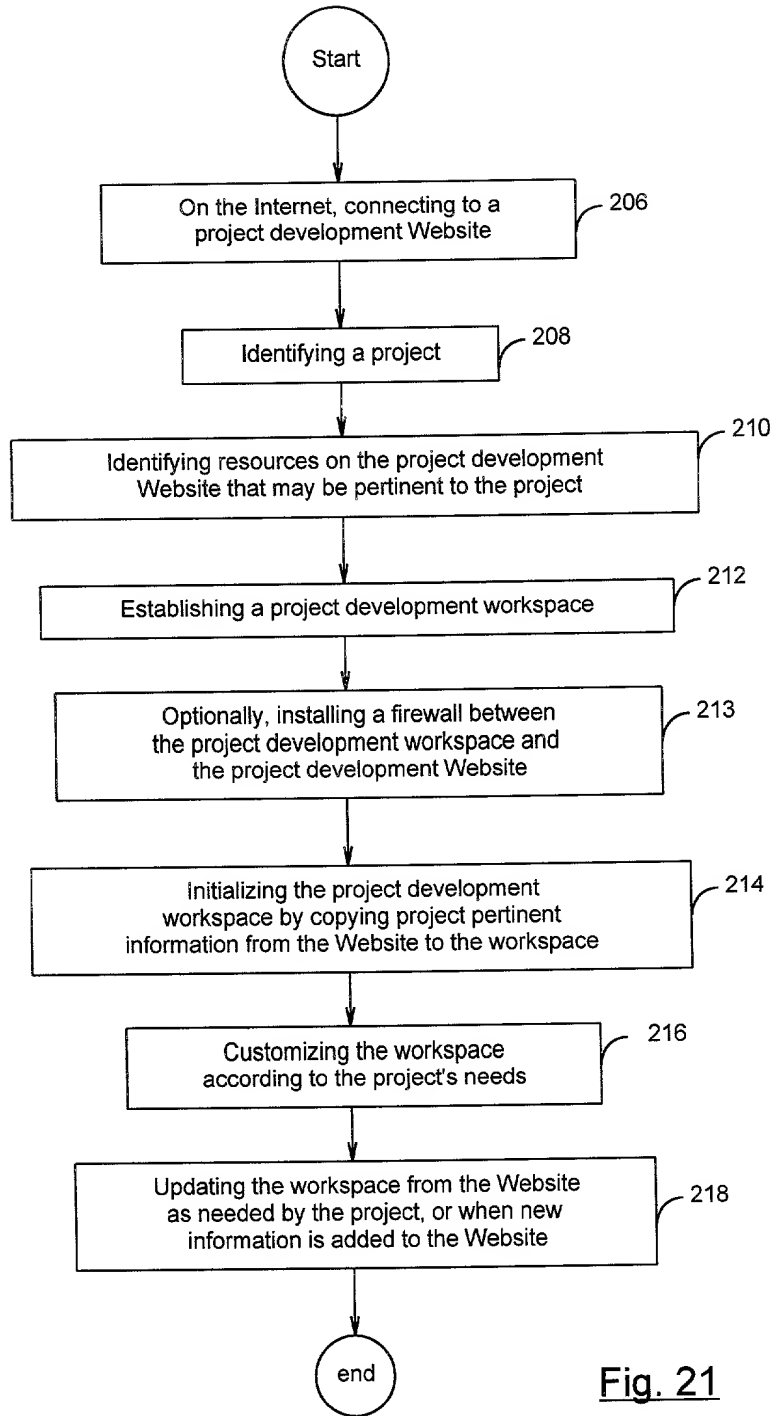 Start
On the Internet, connecting to a
project development Website
206
Identifying a project
208
Identifying resources on the project development
Website that may be pertinent to the project
210
Establishing a project development workspace
212
Optionally, installing a firewall between
the project development workspace and
the project development Website
213
Initializing the project development
workspace by copying project pertinent
information from the Website to the workspace
214
Customizing the workspace
according to the project's needs
216
Updating the workspace from the Website
as needed by the project, or when new
information is added to the Website
218
end
Fig. 21